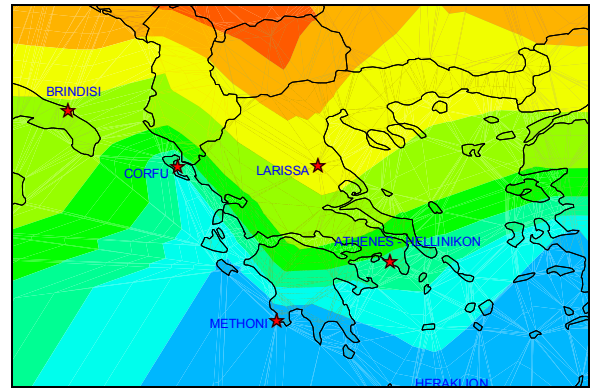 BRINDISI
CORFU
LARISSA
ATHENES - HELLINIKON
METHONI
HERAKLION